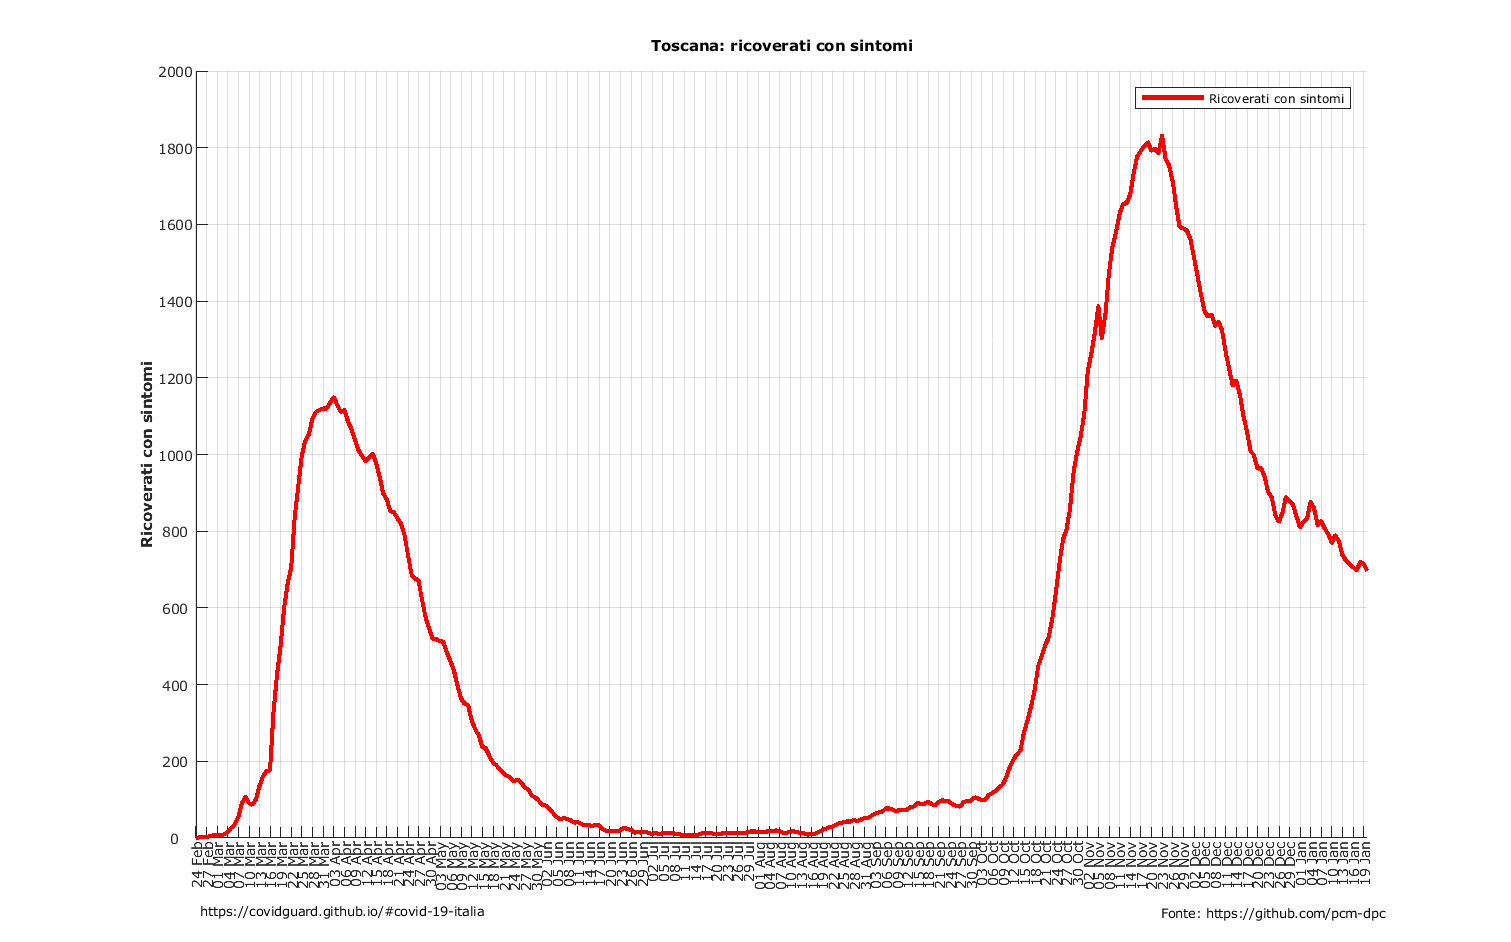 Toscana: ricoverati con sintomi
Ricoverati con sintomi
Ricoverati con sintomi
2000
1800
1600
1400
1200
1000
800
600
400
200
0
24 Feb
27 Feb
01 Mar
04 Mar
07 Mar
10 Mar
13 Mar
16 Mar
19 Mar
22 Mar
25 Mar
28 Mar
31 Mar
03 Apr
06 Apr
09 Apr
12 Apr
15 Apr
18 Apr
21 Apr
24 Apr
27 Apr
30 Apr
03 May
06 May
09 May
12 May
15 May
18 May
21 May
24 May
27 May
30 May
02 Jun
05 Jun
08 Jun
11 Jun
14 Jun
17 Jun
20 Jun
23 Jun
26 Jun
29 Jun
02 Jul
05 Jul
08 Jul
11 Jul
14 Jul
17 Jul
20 Jul
23 Jul
26 Jul
29 Jul
01 Aug
04 Aug
07 Aug
10 Aug
13 Aug
16 Aug
19 Aug
22 Aug
25 Aug
28 Aug
31 Aug
03 Sep
06 Sep
09 Sep
12 Sep
15 Sep
18 Sep
21 Sep
24 Sep
27 Sep
30 Sep
03 Oct
06 Oct
09 Oct
12 Oct
15 Oct
18 Oct
21 Oct
24 Oct
27 Oct
30 Oct
02 Nov
05 Nov
08 Nov
11 Nov
14 Nov
17 Nov
20 Nov
23 Nov
26 Nov
29 Nov
02 Dec
05 Dec
08 Dec
11 Dec
14 Dec
17 Dec
20 Dec
23 Dec
26 Dec
29 Dec
01 Jan
04 Jan
07 Jan
10 Jan
13 Jan
16 Jan
19 Jan
https://covidguard.github.io/#covid-19-italia
Fonte: https://github.com/pcm-dpc